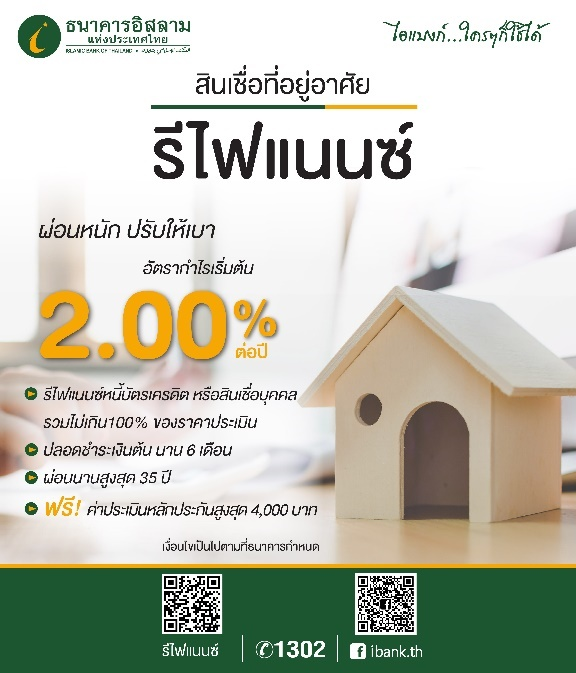 ธนาคารอิสลาม
แห่งประเทศไทย
ISLAMIC BANK OF THAILAND
ไอแบงก์...ใครๆก็ใช้ได้
สินเชื่อที่อยู่อาศัย
รีไฟแนนซ์
ผ่อนหนัก ปรับให้เบา
อัตรากำไรเริ่มต้น
2.00%
ต่อปี
รีไฟแนนซ์หนี้บัตรเครดิต หรือสินเชื่อบุคคล
รวมไม่เกิน100% ของราคาประเมิน
ปลอดชำระเงินต้น นาน 6 เดือน
ผ่อนนานสูงสุด 35 ปี
ฟรี! ค่าประเมินหลักประกันสูงสุด 4,000 บาท
เงื่อนไขเป็นไปตามที่ธนาคารกำหนด
รีไฟแนนซ์
1302
ibank.th